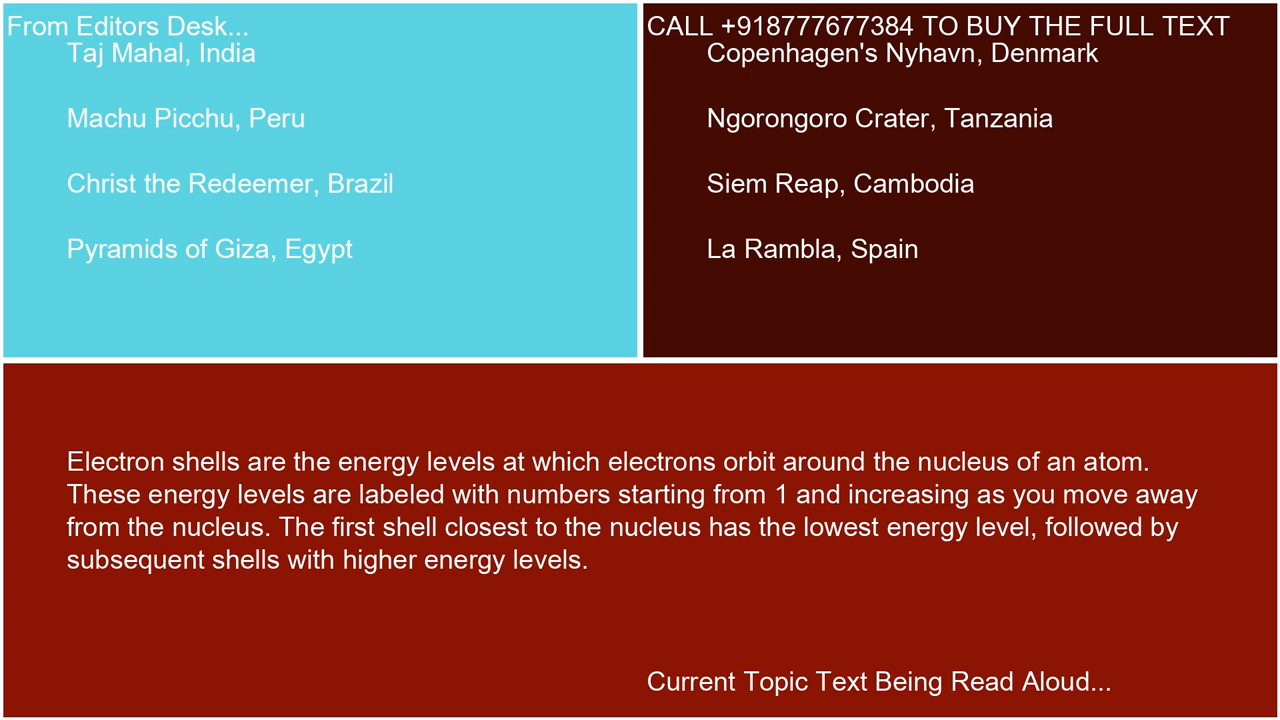 From Editors Desk...
Taj Mahal, India
Machu Picchu, Peru
Christ the Redeemer, Brazil
Pyramids of Giza, Egypt
CALL +918777677384 TO BUY THE FULL TEXT
Copenhagen's Nyhavn, Denmark
Ngorongoro Crater, Tanzania
Siem Reap, Cambodia
La Rambla, Spain
Electron shells are the energy levels at which electrons orbit around the nucleus of an atom.
These energy levels are labeled with numbers starting from 1 and increasing as you move away
from the nucleus. The first shell closest to the nucleus has the lowest energy level, followed by
subsequent shells with higher energy levels.
Current Topic Text Being Read Aloud...